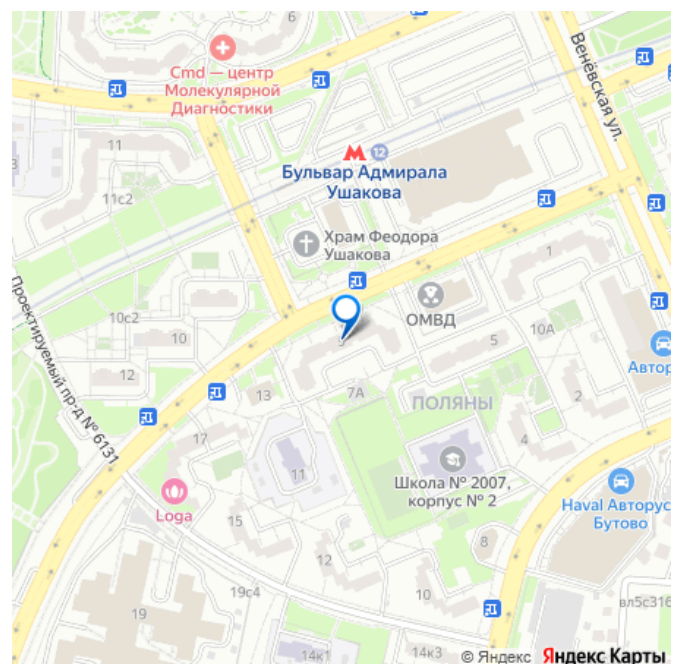 6
Cmd — центр
Молекулярной
Диагностики
Венёвская ул.
11
11с2
12
Бульвар Адмирала
Ушакова
Храм Феодора
Ушакова
Проектируемый пр-д № 6131
10с2
10
ОМВД
1
10А
5
Автор
12
13
7А
ПОЛЯНЫ
2
4
17
11
Школа № 2007,
корпус № 2
Loga
Haval Авторус
Бутово
15
8
12
19с4
10
вл5с316
19
14к1
14к3
© Яндекс Яндекс Карты